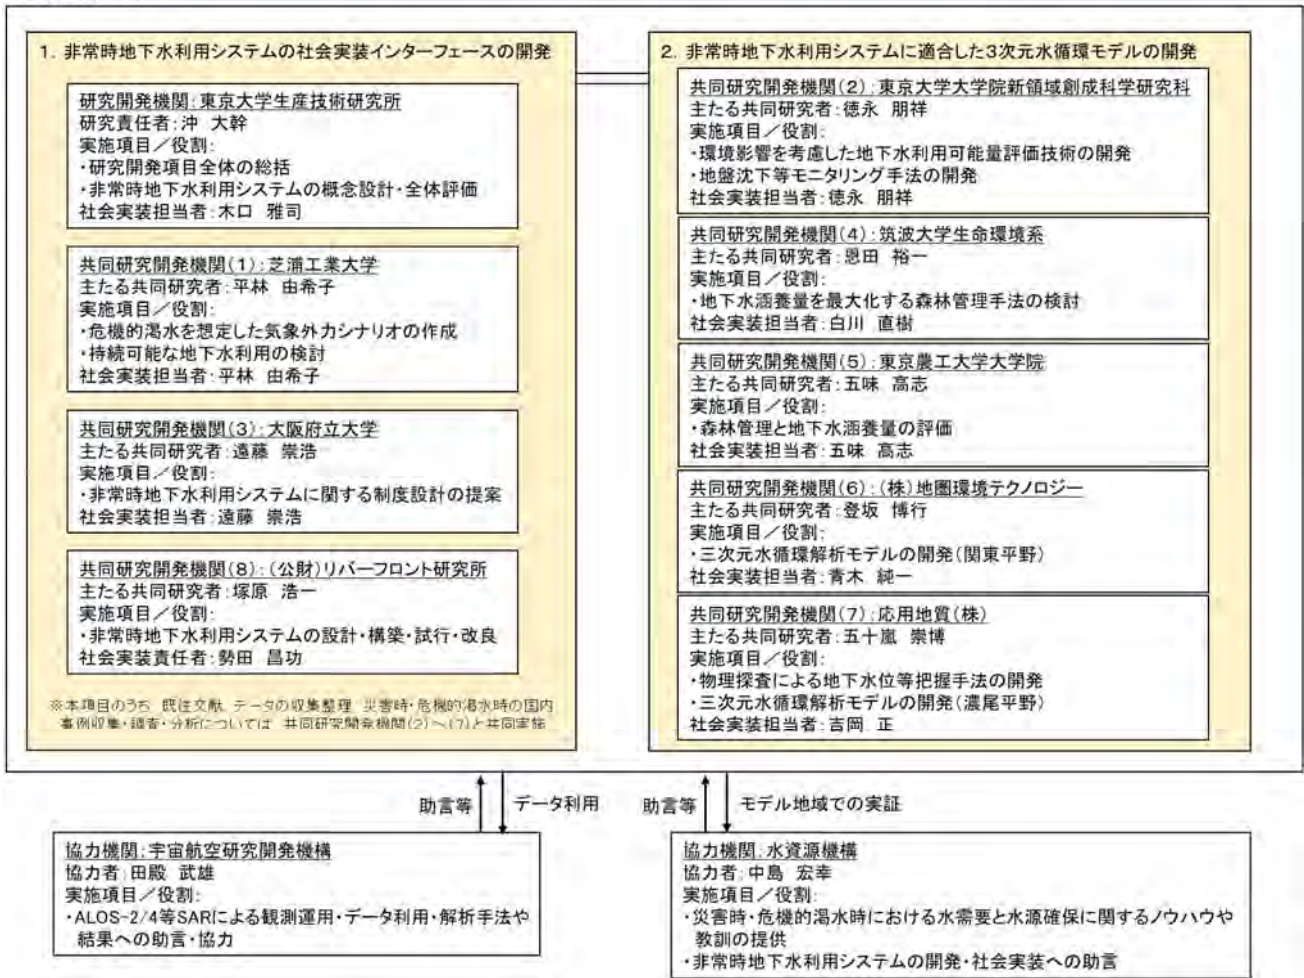 1. 非常時地下水利用システムの社会実装インターフェースの開発
研究開発機関:東京大学生産技術研究所
研究責任者:沖 大幹
実施項目／役割:
・研究開発項目全体の総括
・非常時地下水利用システムの概念設計・全体評価
社会実装担当者:木口 雅司
共同研究開発機関(1):芝浦工業大学
主たる共同研究者:平林 由希子
実施項目／役割:
・危機的渇水を想定した気象外力シナリオの作成
・持続可能な地下水利用の検討
社会実装担当者:平林 由希子
共同研究開発機関(3):大阪府立大学
主たる共同研究者:遠藤 崇浩
実施項目／役割:
・非常時地下水利用システムに関する制度設計の提案
社会実装担当者:遠藤 崇浩
共同研究開発機関(8):(公財)リバーフロント研究所
主たる共同研究者:塚原 浩一
実施項目／役割:
・非常時地下水利用システムの設計・構築・試行・改良
社会実装責任者:勢田 昌功
※本項目のうち 既往文献 データの収集整理 災害時・危機的渇水時の国内
事例収集・調査・分析については 共同研究開発機関(2)～(7)と共同実施
2. 非常時地下水利用システムに適合した3次元水循環モデルの開発
共同研究開発機関(2):東京大学大学院新領域創成科学研究科
主たる共同研究者:徳永 朋祥
実施項目／役割:
・環境影響を考慮した地下水利用可能量評価技術の開発
・地盤沈下等モニタリング手法の開発
社会実装担当者:徳永 朋祥
共同研究開発機関(4):筑波大学生命環境系
主たる共同研究者:恩田 裕一
実施項目／役割:
・地下水涵養量を最大化する森林管理手法の検討
社会実装担当者:白川 直樹
共同研究開発機関(5):東京農工大学大学院
主たる共同研究者:五味 高志
実施項目／役割:
・森林管理と地下水涵養量の評価
社会実装担当者:五味 高志
共同研究開発機関(6):(株)地圏環境テクノロジー
主たる共同研究者:登坂 博行
実施項目／役割:
・三次元水循環解析モデルの開発(関東平野)
社会実装担当者:青木 純一
共同研究開発機関(7):応用地質(株)
主たる共同研究者:五十嵐 崇博
実施項目／役割:
・物理探査による地下水位等把握手法の開発
・三次元水循環解析モデルの開発(濃尾平野)
社会実装担当者:吉岡 正
助言等
データ利用
助言等
モデル地域での実証
協力機関:宇宙航空研究開発機構
協力者:田殿 武雄
実施項目／役割:
・ALOS-2/4等SARによる観測運用・データ利用・解析手法や
結果への助言・協力
協力機関:水資源機構
協力者:中島 宏幸
実施項目／役割:
・災害時・危機的渇水時における水需要と水源確保に関するノウハウや
教訓の提供
・非常時地下水利用システムの開発・社会実装への助言